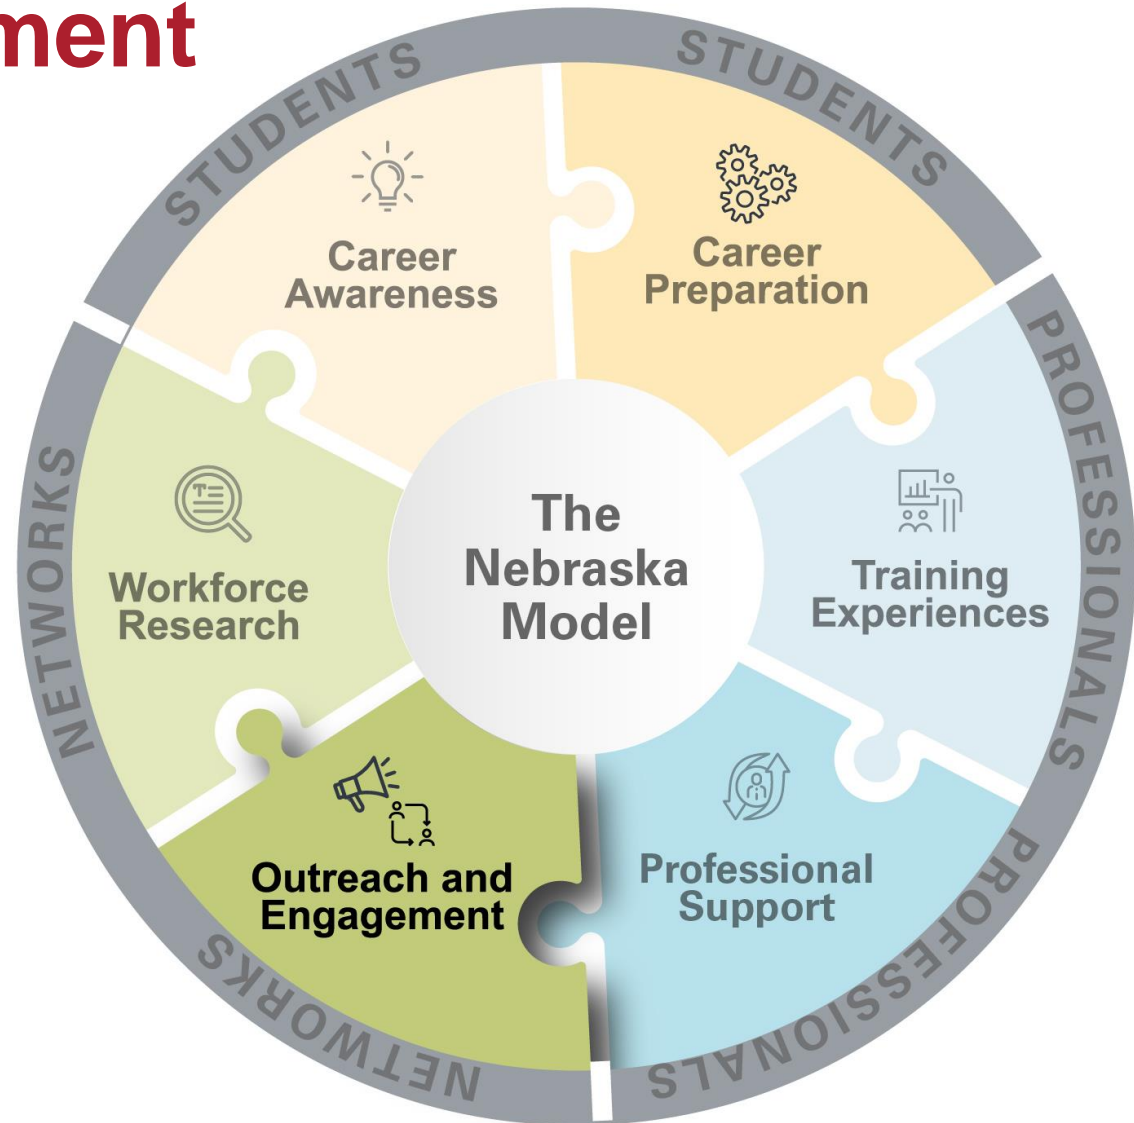 ment
STUDENTS
STUDENTS
Career
Awareness
Career
Preparation
PROFESSIONALS
NETWORKS
The
Nebraska
Model
Workforce
Research
Training
Experiences
Outreach and
Engagement
Professional
Support
NETWORKS
PROFESSIONALS